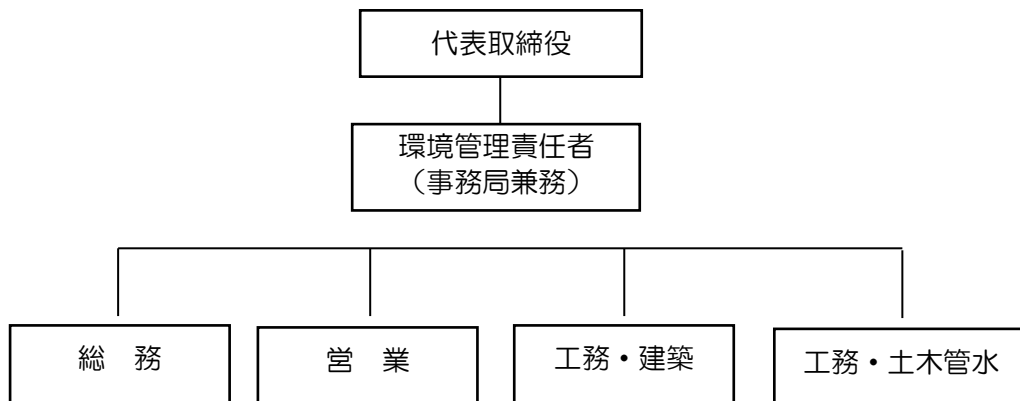 代表取締役
環境管理責任者
（事務局兼務）
総　務
営　業
工務・建築
工務・土木管水